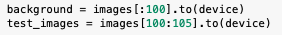 background = images[:100].to(device)
test_images = images[100:105].to(device)